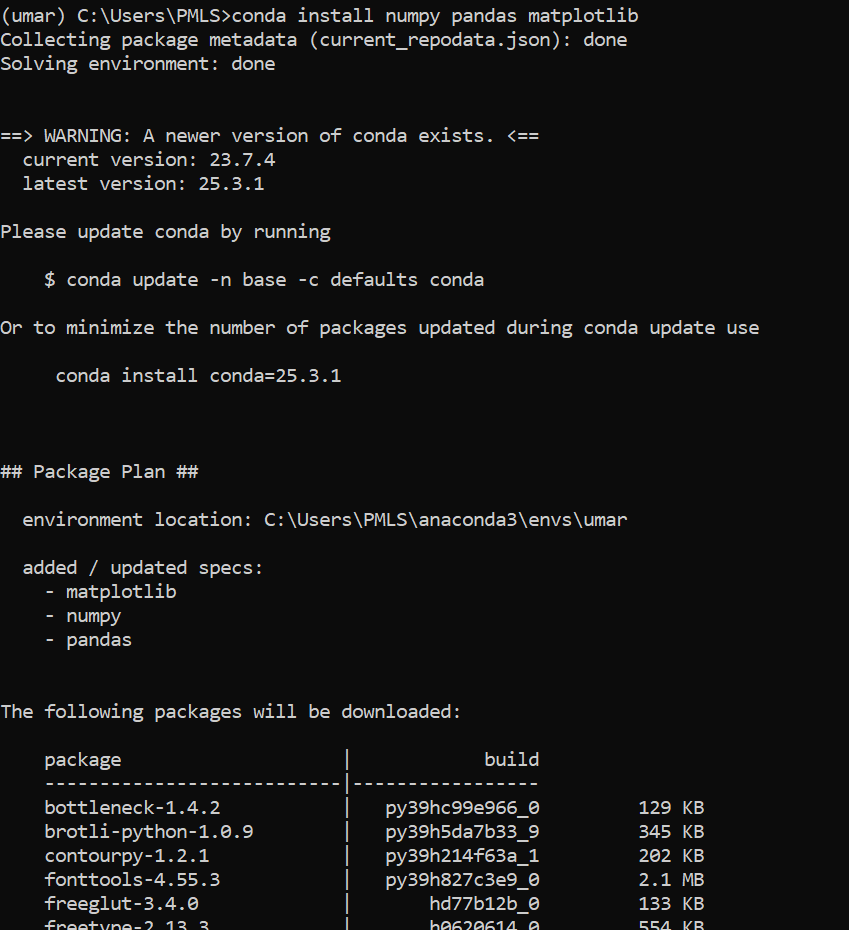 (umar) C:\Users\PMLS>conda install numpy pandas matplotlib
Collecting package metadata (current_repodata.json): done
Solving environment: done
==> WARNING: A newer version of conda exists. <==
current version: 23.7.4
latest version: 25.3.1
Please update conda by running
$ conda update -n base -c defaults conda
Or to minimize the number of packages updated during conda update use
conda install conda=25.3.1
## Package Plan ##
environment location: C:\Users\PMLS\anaconda3\envs\umar
added / updated specs:
- matplotlib
- numpy
- pandas
The following packages will be downloaded:
package | build
---------------------------|-----------------
bottleneck-1.4.2 | py39hc99e966_0 129 KB
brotli-python-1.0.9 | py39h5da7b33_9 345 KB
contourpy-1.2.1 | py39h214f63a_1 202 KB
fonttools-4.55.3 | py39h827c3e9_0 2.1 MB
freeglut-3.4.0 | hd77b12b_0 133 KB
freetype-2.13.3 | h0620614_0 554 KB